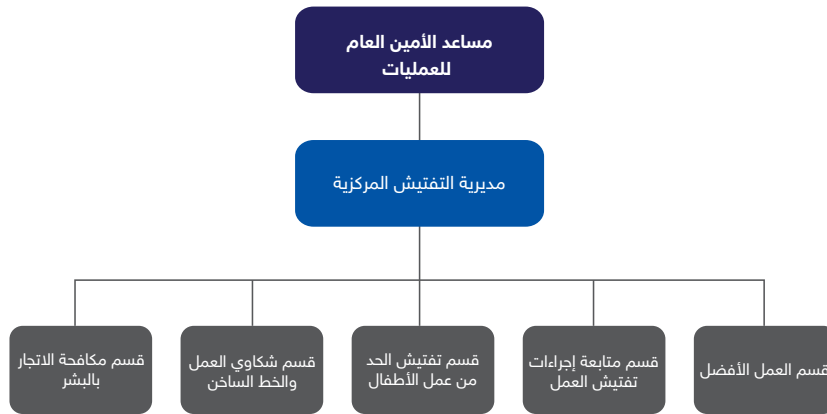 مساعد الأمين العام
للعمليات
مديرية التفتيش المركزية
قسم العمل الأفضل
قسم متابعة إجراءات
تفتيش العمل
قسم تفتيش الحد
من عمل الأطفال
قسم شكاوي العمل
والخط الساخن
قسم مكافحة الاتجار
بالبشر